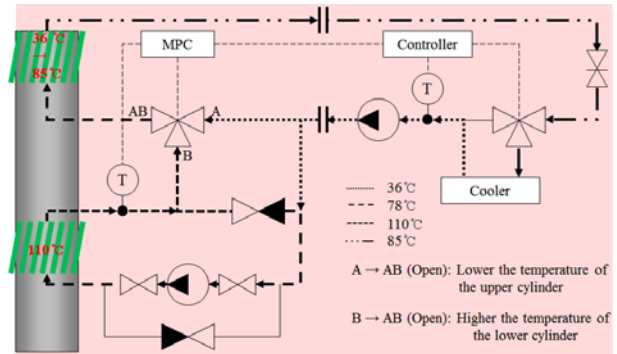 36℃
→
85℃
MPC
Controller
T
AB
A
B
T
Cooler
110℃
36℃
78℃
110℃
85℃
A → AB (Open): Lower the temperature of
the upper cylinder
B → AB (Open): Higher the temperature of
the lower cylinder